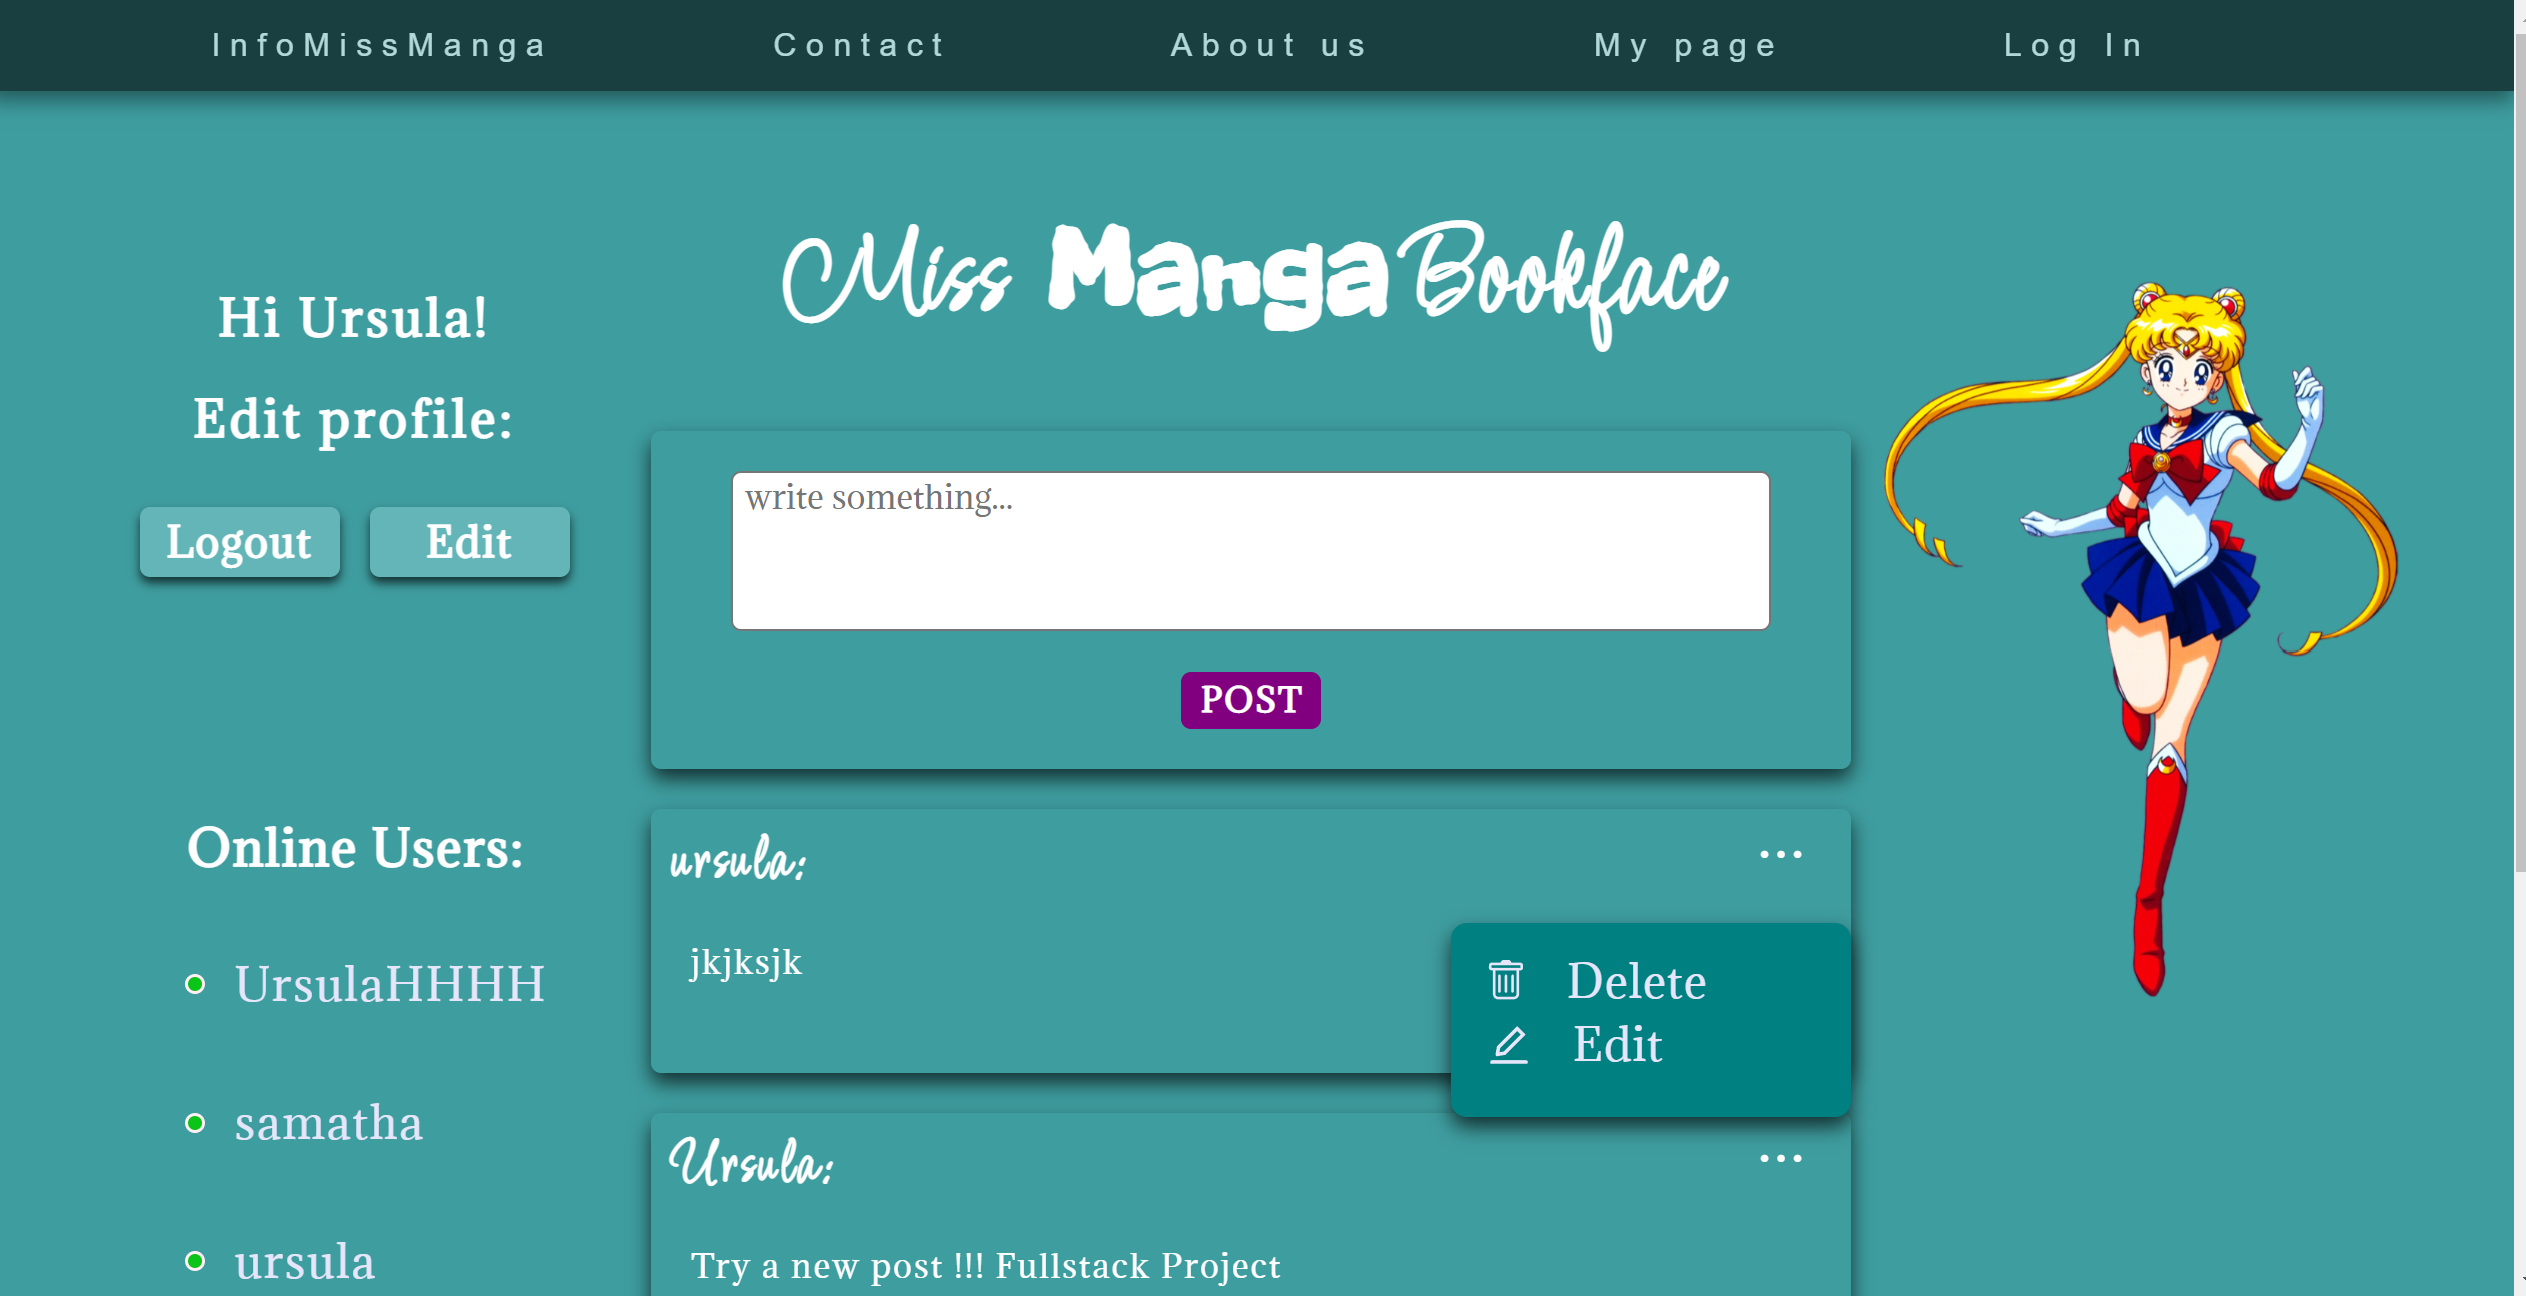 InfoMissManga Contact About us My page Log In
Miss Manga Bookface
Hi Ursula!
Edit profile:
Logout Edit
write something...
POST
Online Users:
UrsulaHHHH
samatha
ursula
ursula: ...
jkjksjk
Delete
Edit
Ursula: ...
Try a new post !!! Fullstack Project